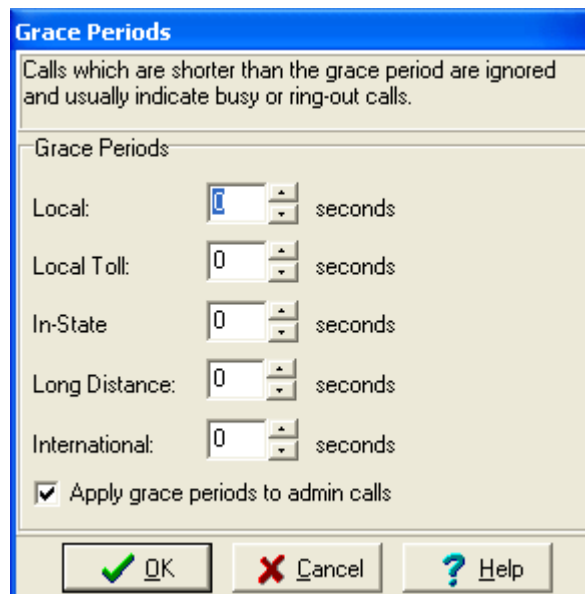 Grace Periods
Calls which are shorter than the grace period are ignored
and usually indicate busy or ring-out calls.
Grace Periods
Local: 0 seconds
Local Toll: 0 seconds
In-State 0 seconds
Long Distance: 0 seconds
International: 0 seconds
Apply grace periods to admin calls
OK Cancel ? Help